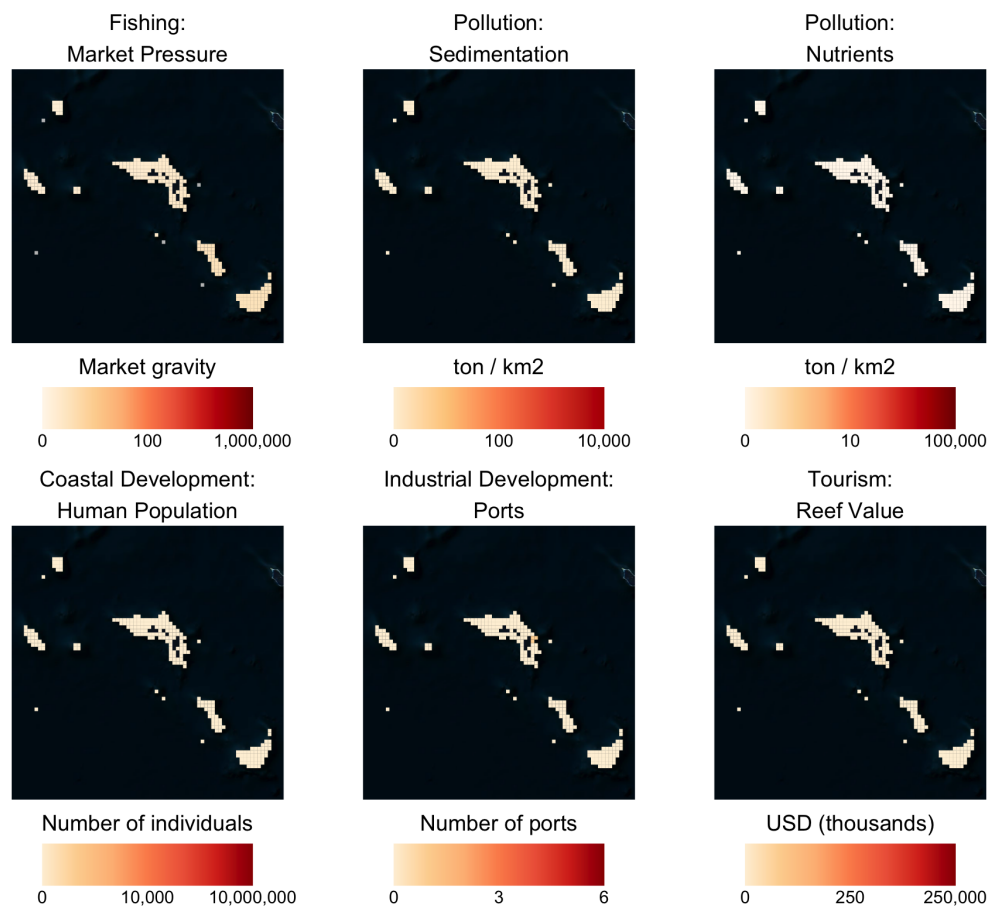 Fishing:
Market Pressure
Pollution:
Sedimentation
Pollution:
Nutrients
Market gravity
0 100 1,000,000
ton / km2
0 100 10,000
ton / km2
0 10 100,000
Coastal Development:
Human Population
Industrial Development:
Ports
Tourism:
Reef Value
Number of individuals
0 10,000 10,000,000
Number of ports
0 3 6
USD (thousands)
0 250 250,000